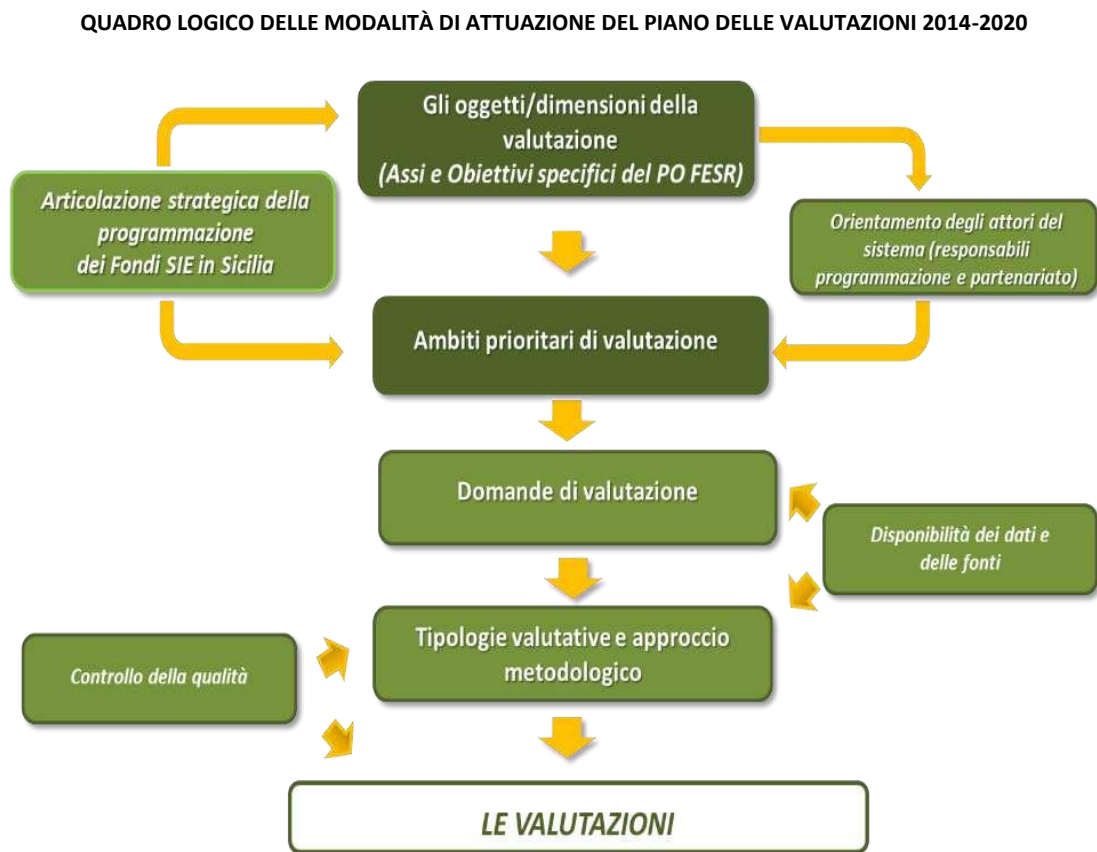 QUADRO LOGICO DELLE MODALITÀ DI ATTUAZIONE DEL PIANO DELLE VALUTAZIONI 2014-2020
Gli oggetti/dimensioni della
valutazione
(Assi e Obiettivi specifici del PO FESR)
Articolazione strategica della
programmazione
dei Fondi SIE in Sicilia
Orientamento degli attori del
sistema (responsabili
programmazione e partenariato)
Ambiti prioritari di valutazione
Domande di valutazione
Disponibilità dei dati e
delle fonti
Tipologie valutative e approccio
metodologico
Controllo della qualità
LE VALUTAZIONI